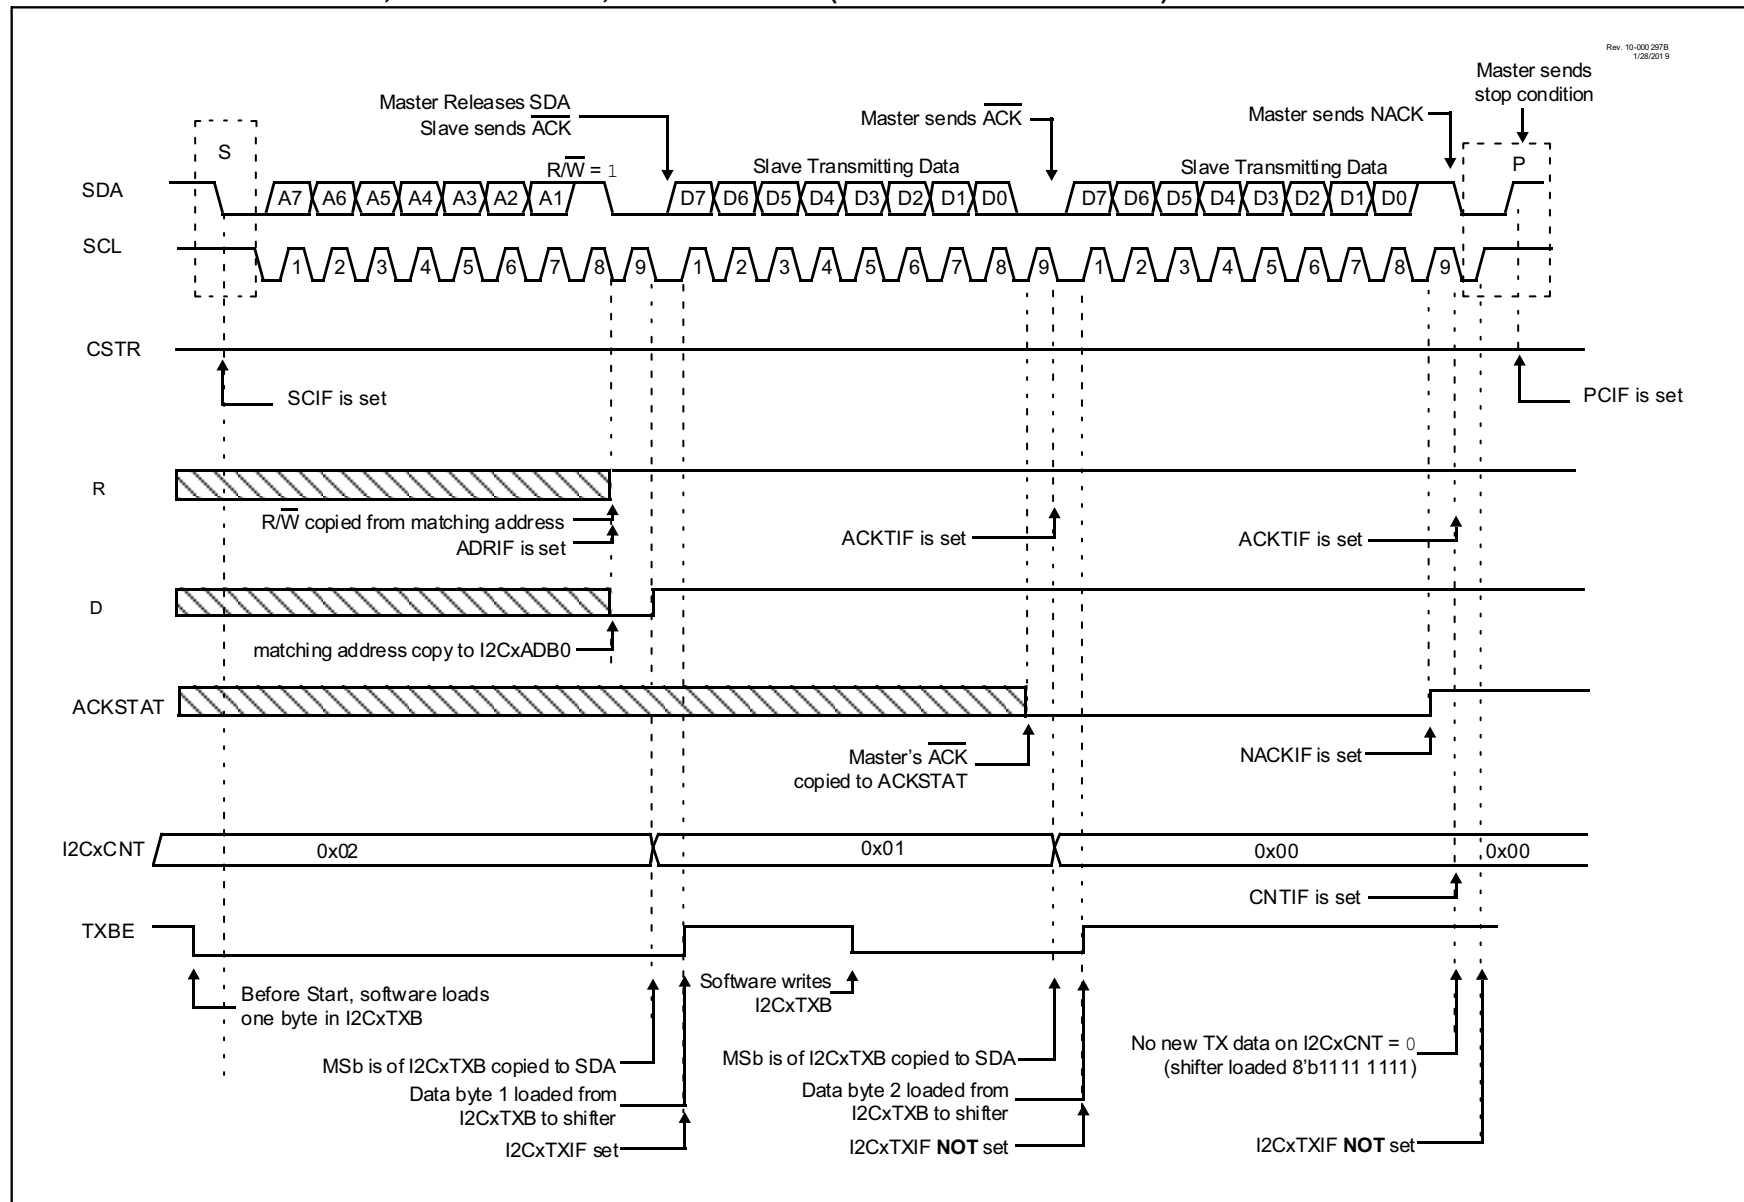 Rev. 10-000 297B
1/28/201 9
Master sends
stop condition
Master Releases SDA
Slave sends ACK
Master sends ACK
Master sends NACK
S
R/W = 1
Slave Transmitting Data
Slave Transmitting Data
P
SDA
A7 A6 A5 A4 A3 A2 A1 D7 D6 D5 D4 D3 D2 D1 D0 D7 D6 D5 D4 D3 D2 D1 D0
SCL
1 2 3 4 5 6 7 8 9 1 2 3 4 5 6 7 8 9 1 2 3 4 5 6 7 8 9
CSTR
SCIF is set
PCIF is set
R
R/W copied from matching address
ADRIF is set
ACKTIF is set
ACKTIF is set
D
matching address copy to I2CxADB0
ACKSTAT
Master's ACK
copied to ACKSTAT
NACKIF is set
I2CxCNT
0x02 0x01 0x00 0x00
CNTIF is set
TXBE
Before Start, software loads
one byte in I2CxTXB
Software writes
I2CxTXB
MSb is of I2CxTXB copied to SDA
Data byte 1 loaded from
I2CxTXB to shifter
I2CxTXIF set
MSb is of I2CxTXB copied to SDA
Data byte 2 loaded from
I2CxTXB to shifter
I2CxTXIF NOT set
No new TX data on I2CxCNT = 0
(shifter loaded 8'b1111 1111)
I2CxTXIF NOT set